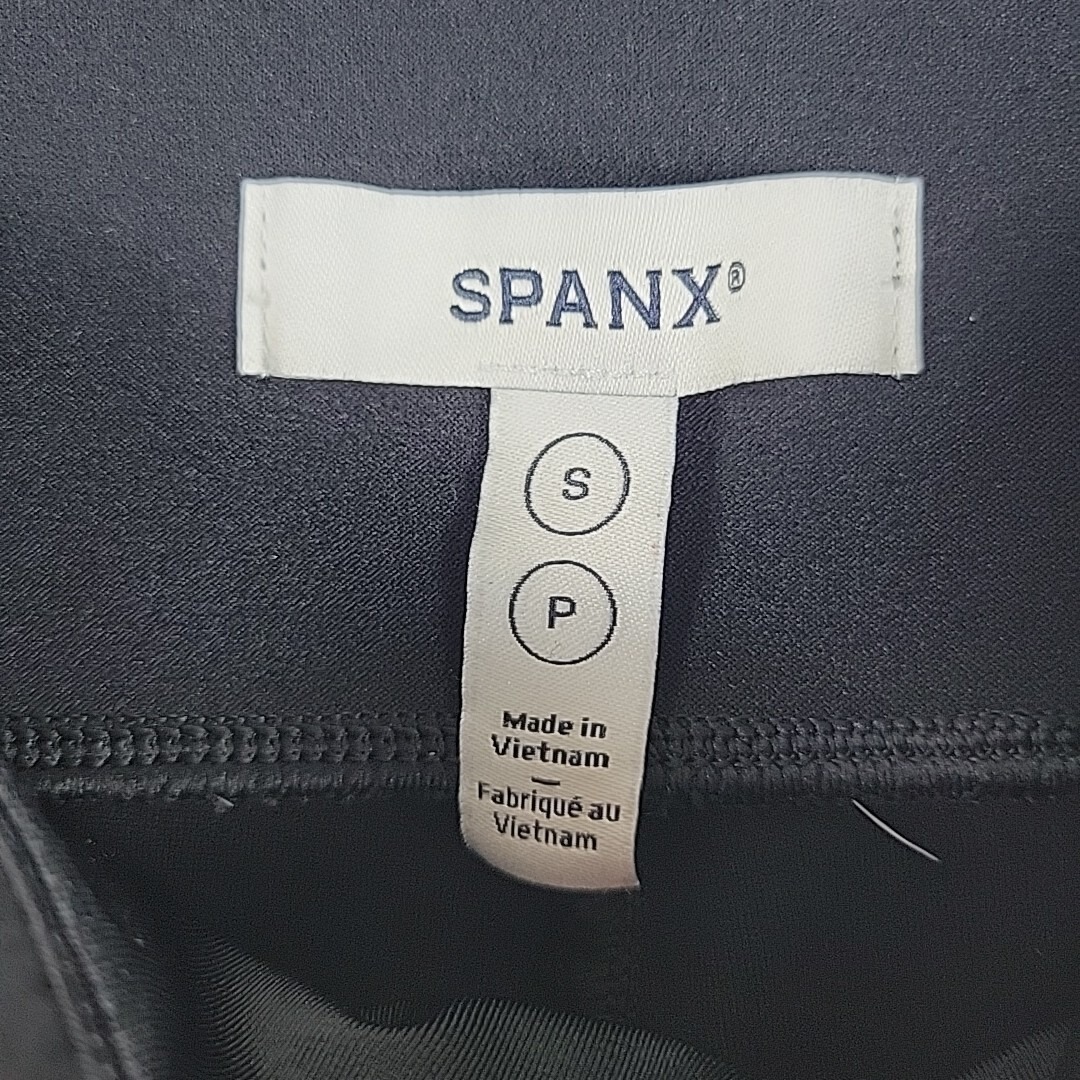 SPANX®
S
P
Made in
Vietnam
—
Fabriqué au
Vietnam